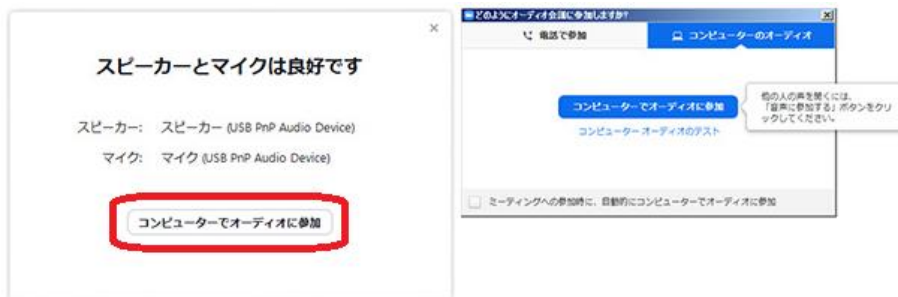 スピーカーとマイクは良好です
スピーカー: スピーカー (USB PnP Audio Device)
マイク: マイク (USB PnP Audio Device)
コンピューターでオーディオに参加
どのようにオーディオ会議に参加しますか?
電話で参加
コンピューターのオーディオ
コンピューターでオーディオに参加
コンピューター オーディオのテスト
他の人の声を聞くには、
「音声に参加する」ボタンをクリ
ックしてください。
ミーティングへの参加時に、自動的にコンピューターでオーディオに参加